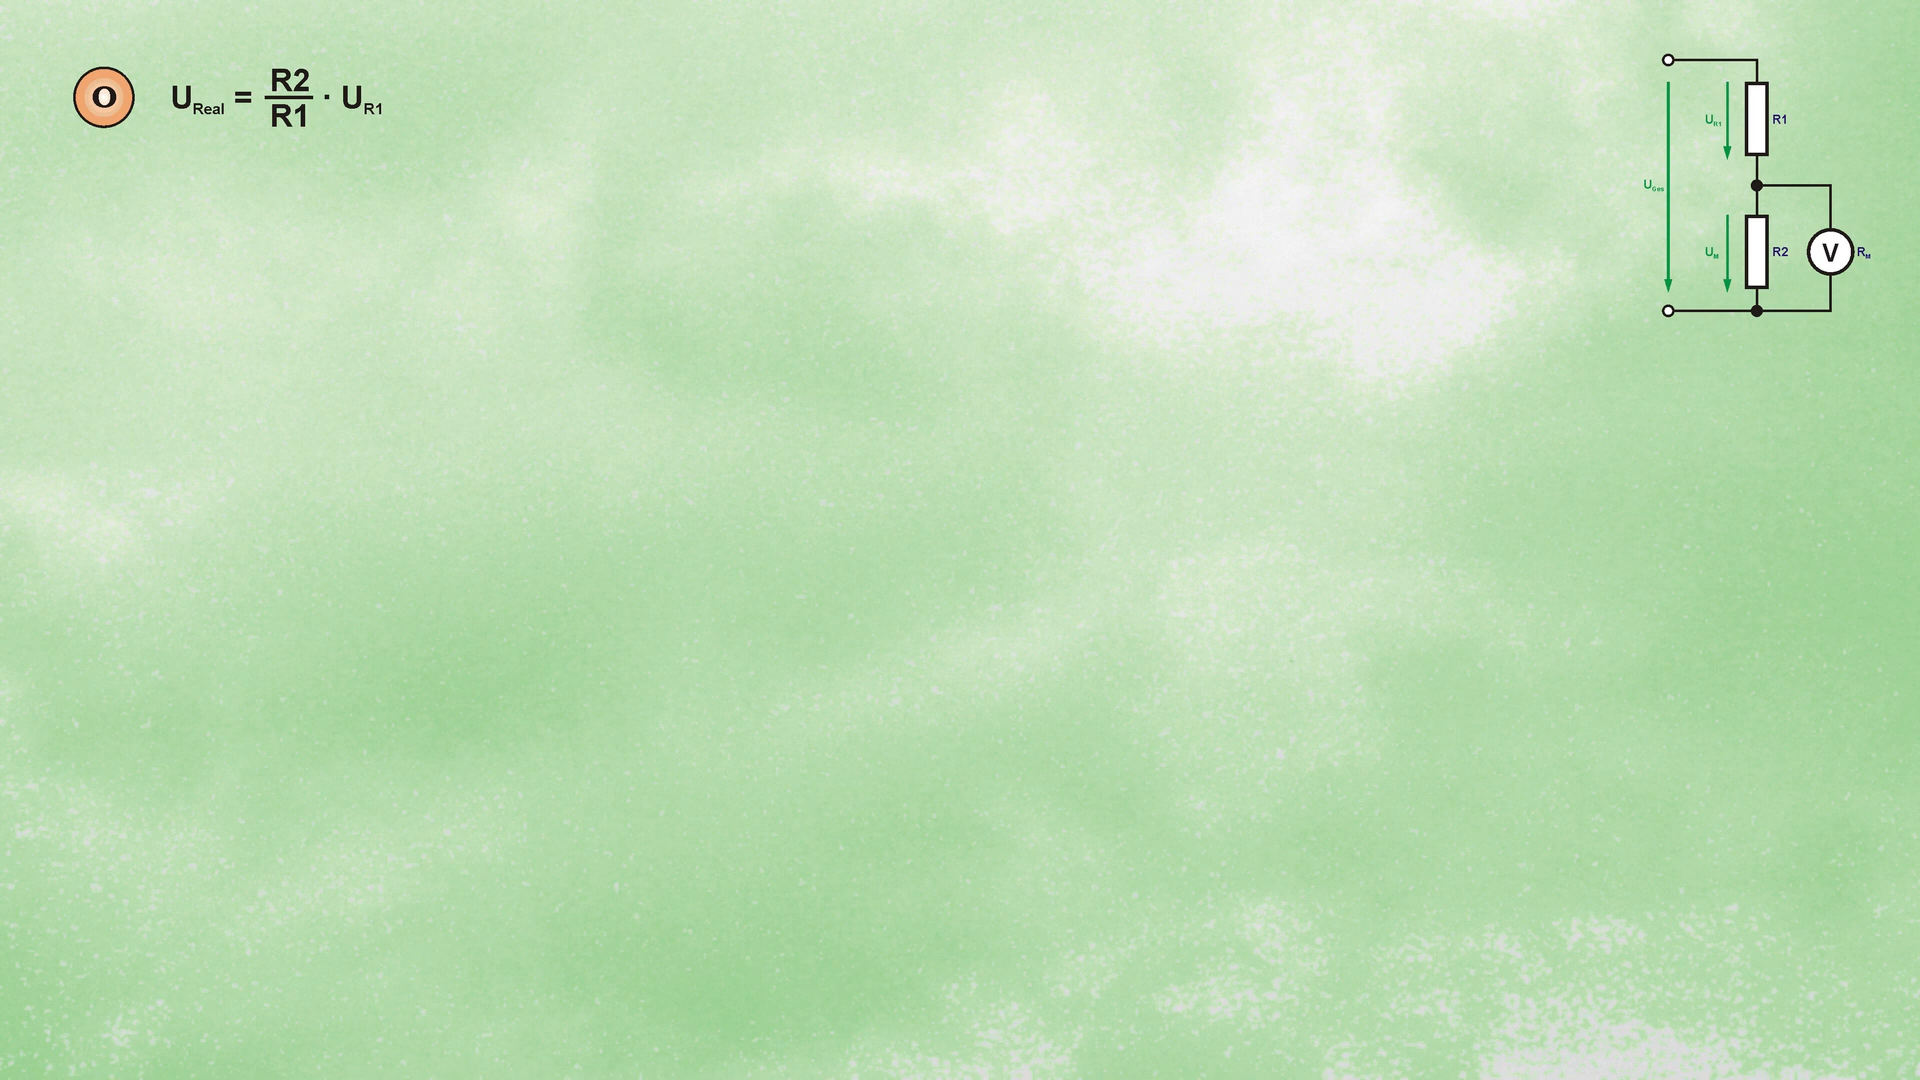 O U_Real = R2/R1 · U_R1
U_R1 R1
U_Ges
U_M R2 V R_M